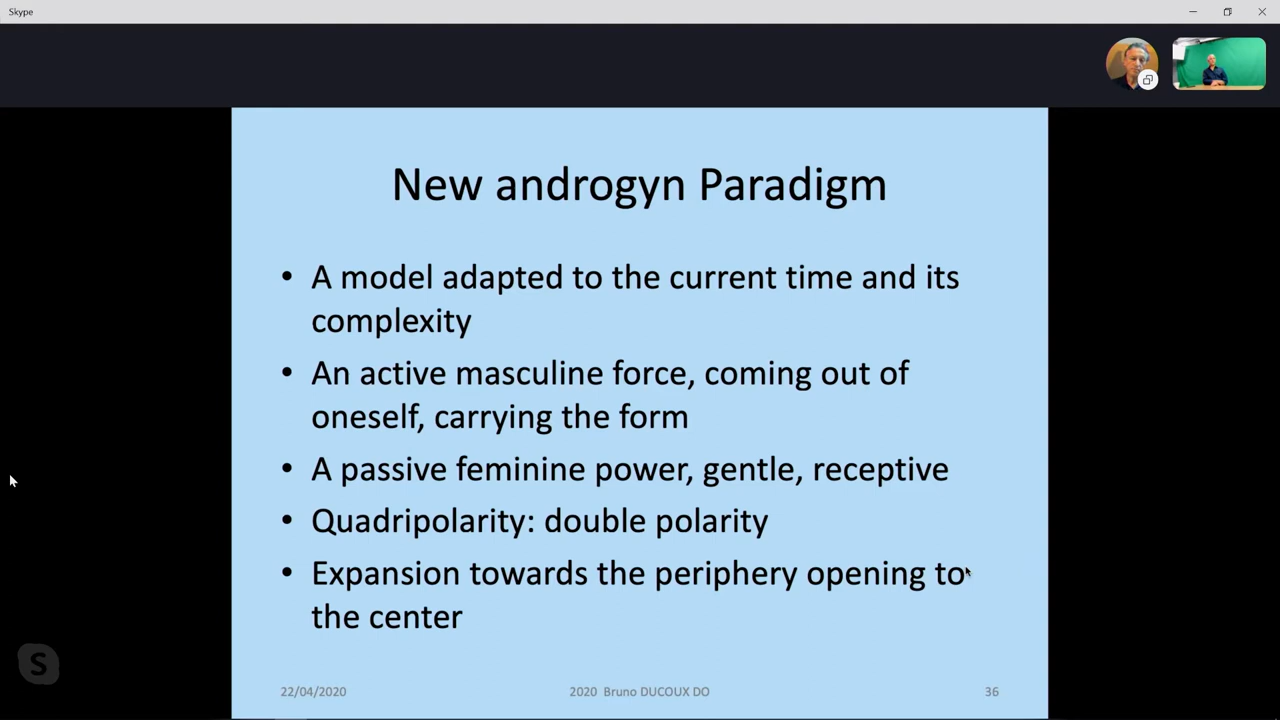 Skype
New androgyn Paradigm
• A model adapted to the current time and its
complexity
• An active masculine force, coming out of
oneself, carrying the form
• A passive feminine power, gentle, receptive
• Quadripolarity: double polarity
• Expansion towards the periphery opening to
the center
S
22/04/2020 2020 Bruno DUCOUX DO 36